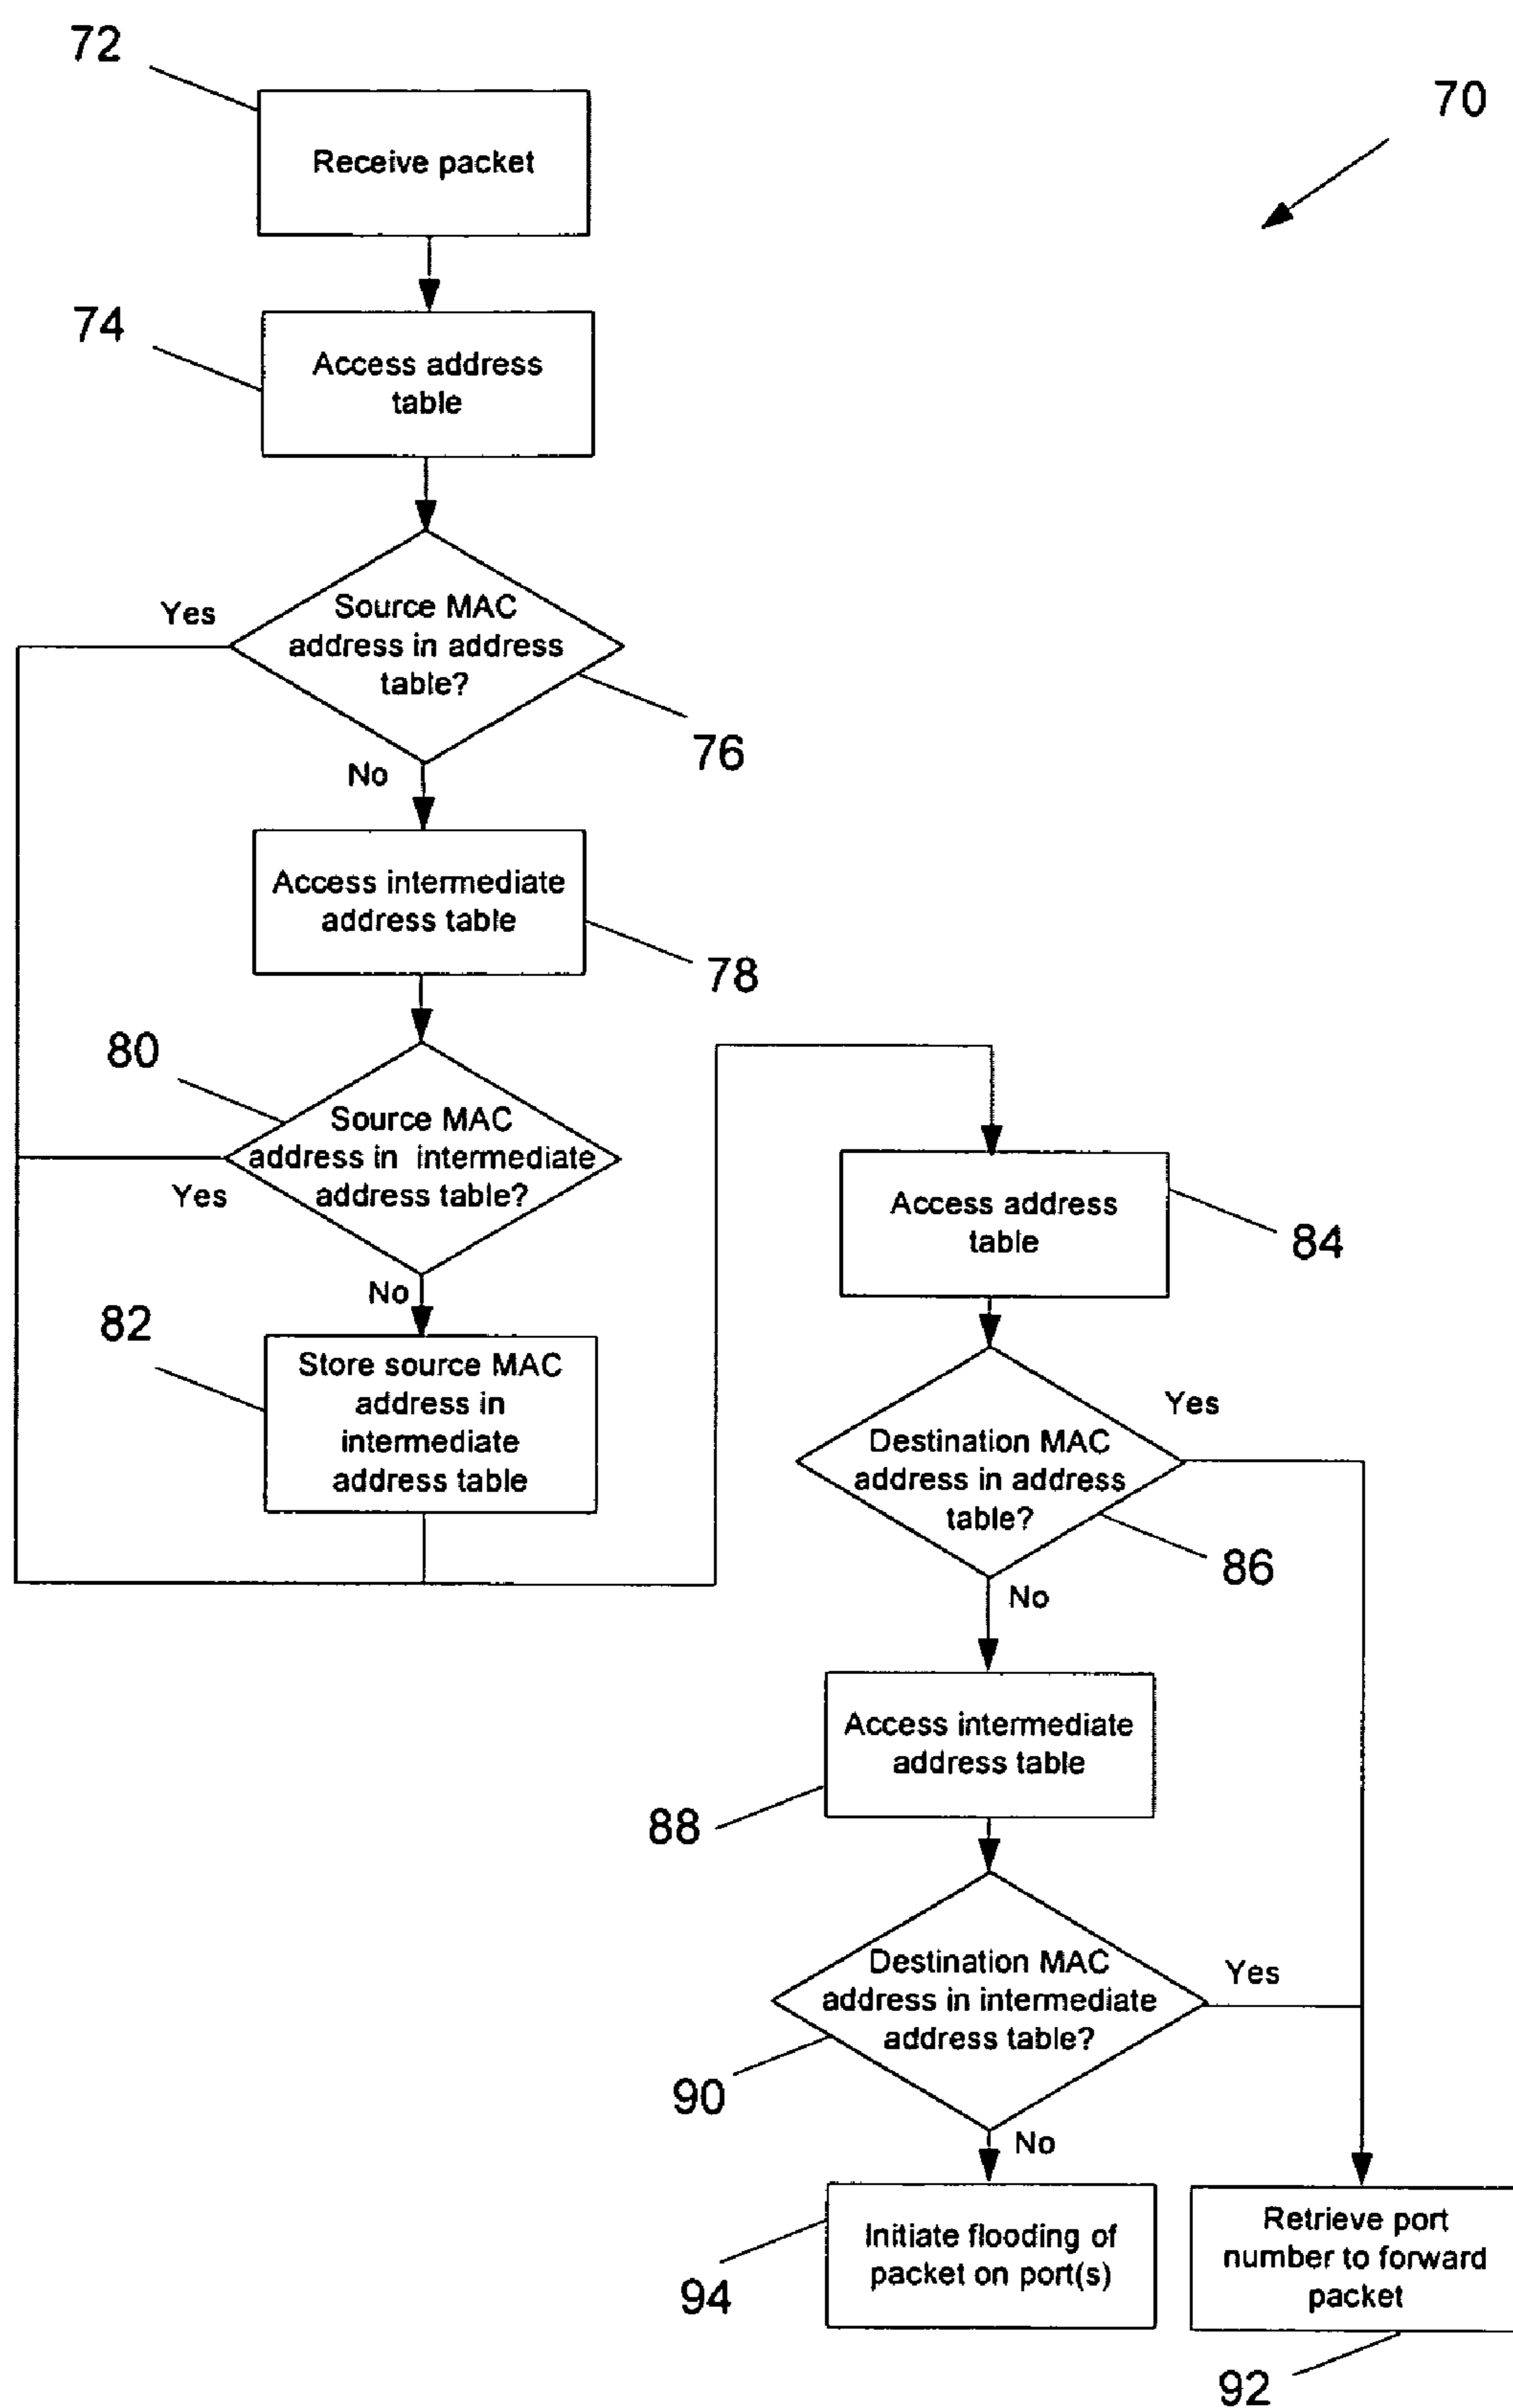 72
70
Receive packet
74
Access address
table
Yes
Source MAC
address in address
table?
76
No
Access intermediate
address table
78
80
Source MAC
address in intermediate
address table?
Yes
No
82
Store source MAC
address in
intermediate
address table
Access address
table
84
Yes
Destination MAC
address in address
table?
86
No
Access intermediate
address table
88
Destination MAC
address in intermediate
address table?
Yes
90
No
Initiate flooding of
packet on port(s)
94
Retrieve port
number to forward
packet
92